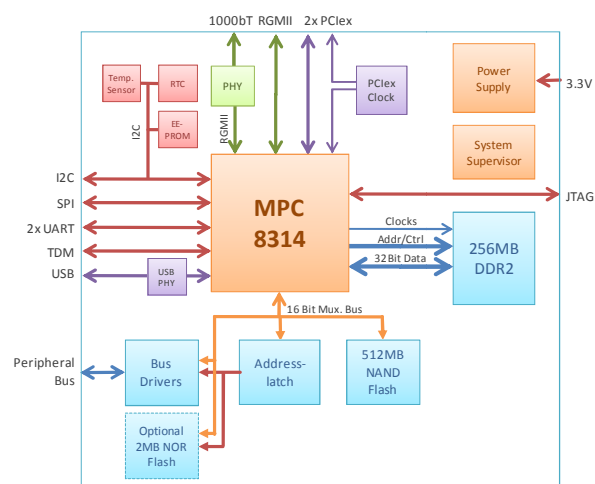 1000bT RGMII 2x PCIex
Temp.
Sensor
RTC
PHY
PCIex
Clock
Power
Supply
3.3V
I2C
EE-
PROM
RGMII
System
Supervisor
I2C
SPI
2x UART
TDM
USB
USB
PHY
MPC
8314
JTAG
Clocks
Addr/Ctrl
32Bit Data
256MB
DDR2
16 Bit Mux. Bus
Peripheral
Bus
Bus
Drivers
Address-
latch
512MB
NAND
Flash
Optional
2MB NOR
Flash